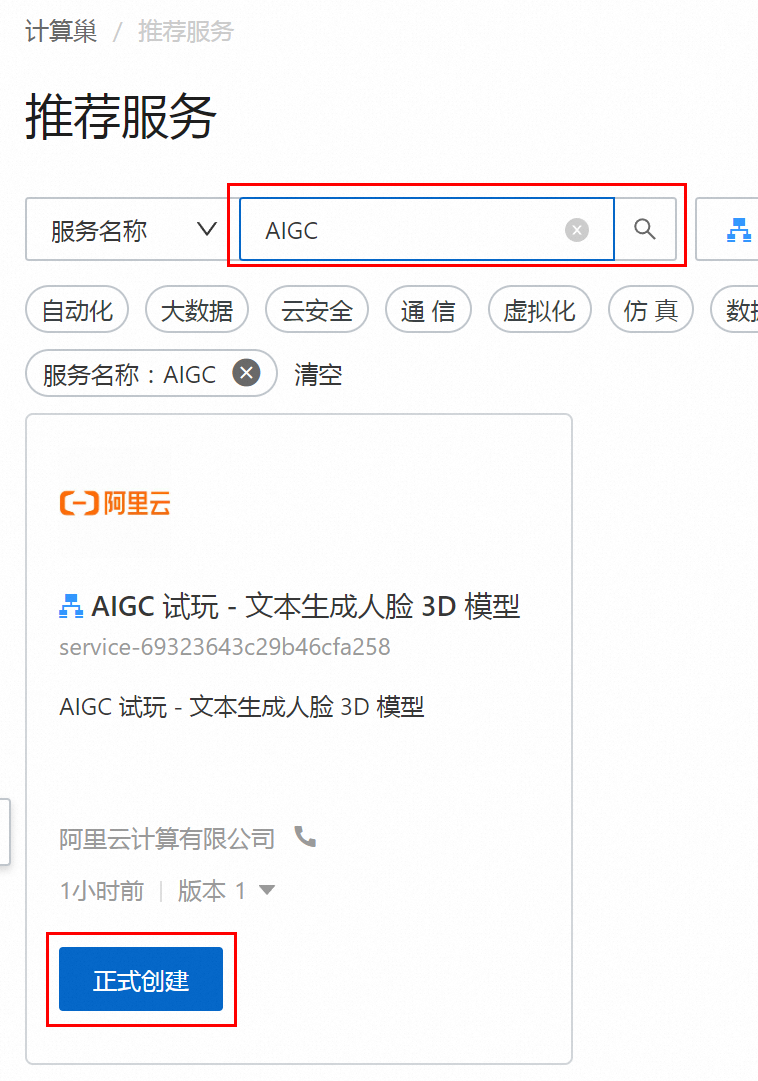 计算巢 / 推荐服务
推荐服务
服务名称 AIGC
自动化 大数据 云安全 通 信 虚拟化 仿 真 数据
服务名称：AIGC 清空
阿里云
AIGC 试玩 - 文本生成人脸 3D 模型
service-69323643c29b46cfa258
AIGC 试玩 - 文本生成人脸 3D 模型
阿里云计算有限公司
1小时前 版本 1
正式创建